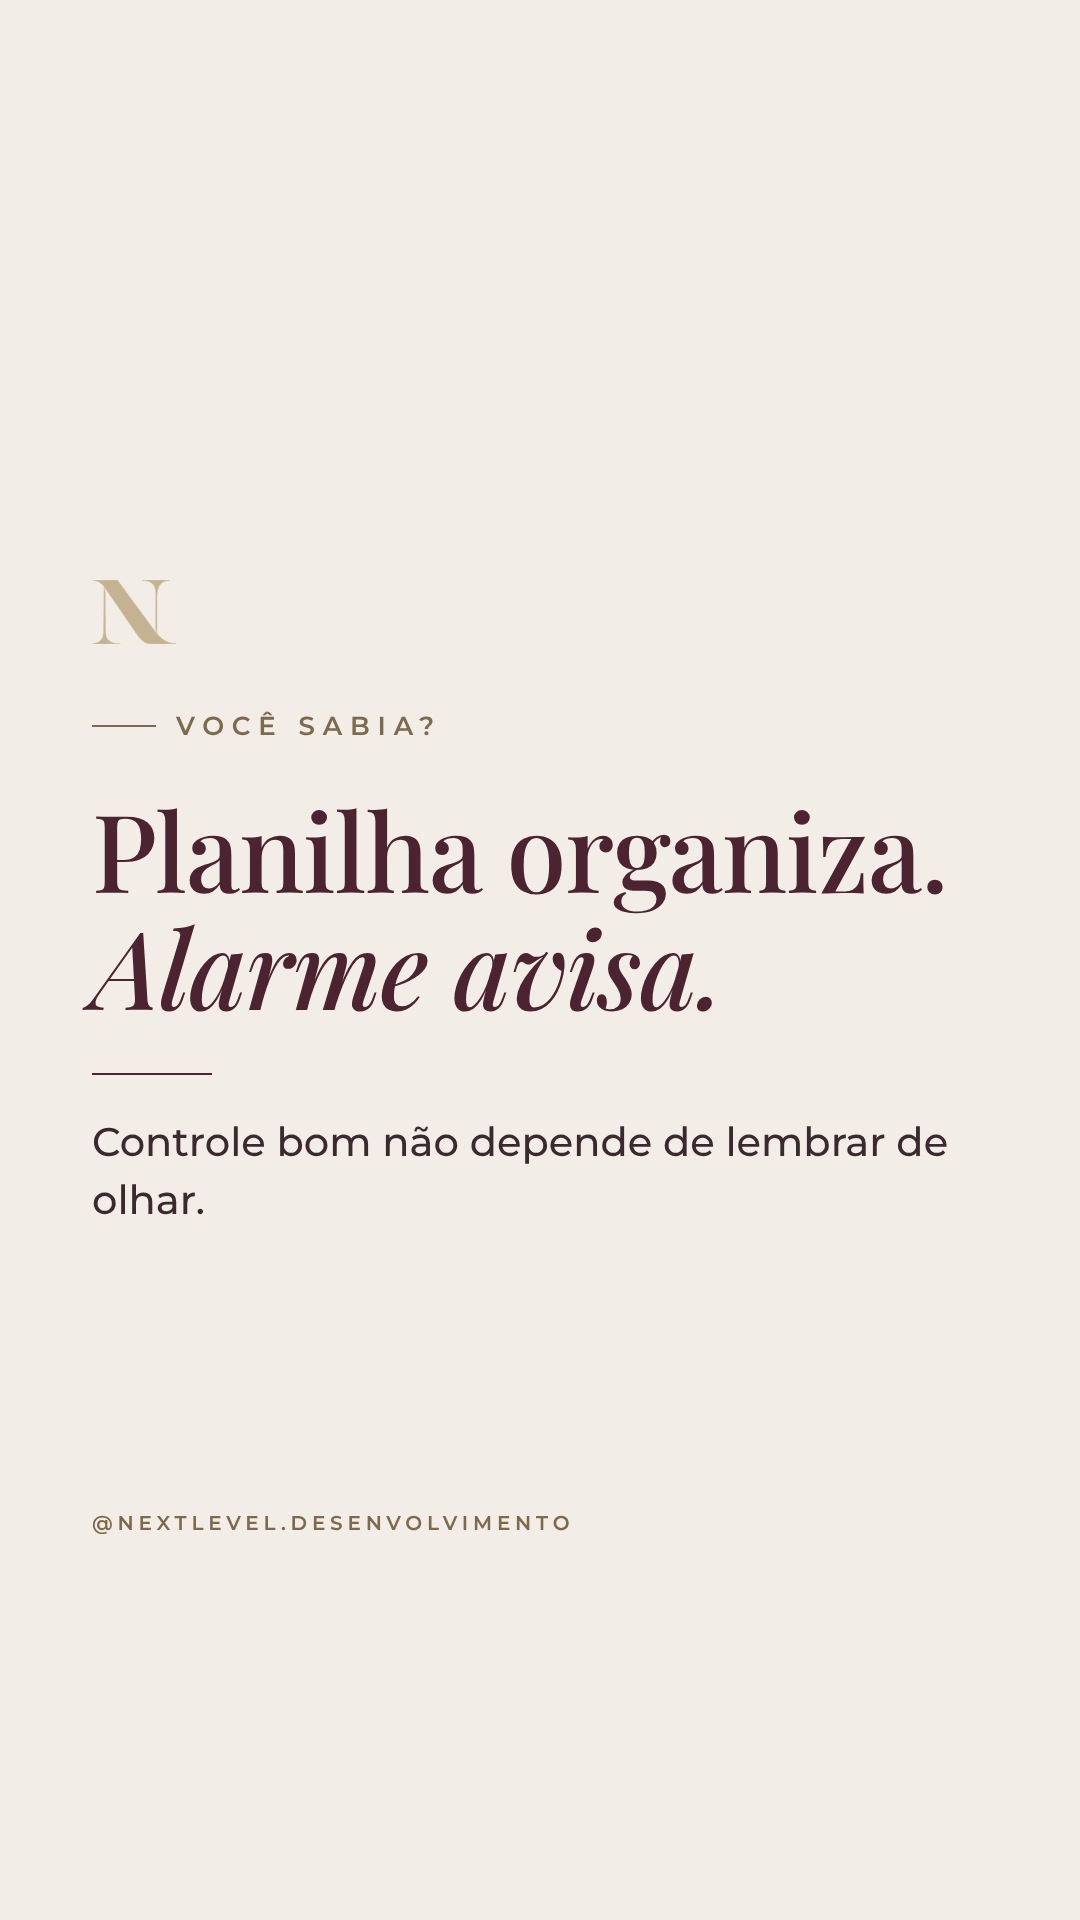 N
VOCÊ SABIA?
Planilha organiza.
Alarme avisa.
Controle bom não depende de lembrar de
olhar.
@NEXTLEVEL.DESENVOLVIMENTO